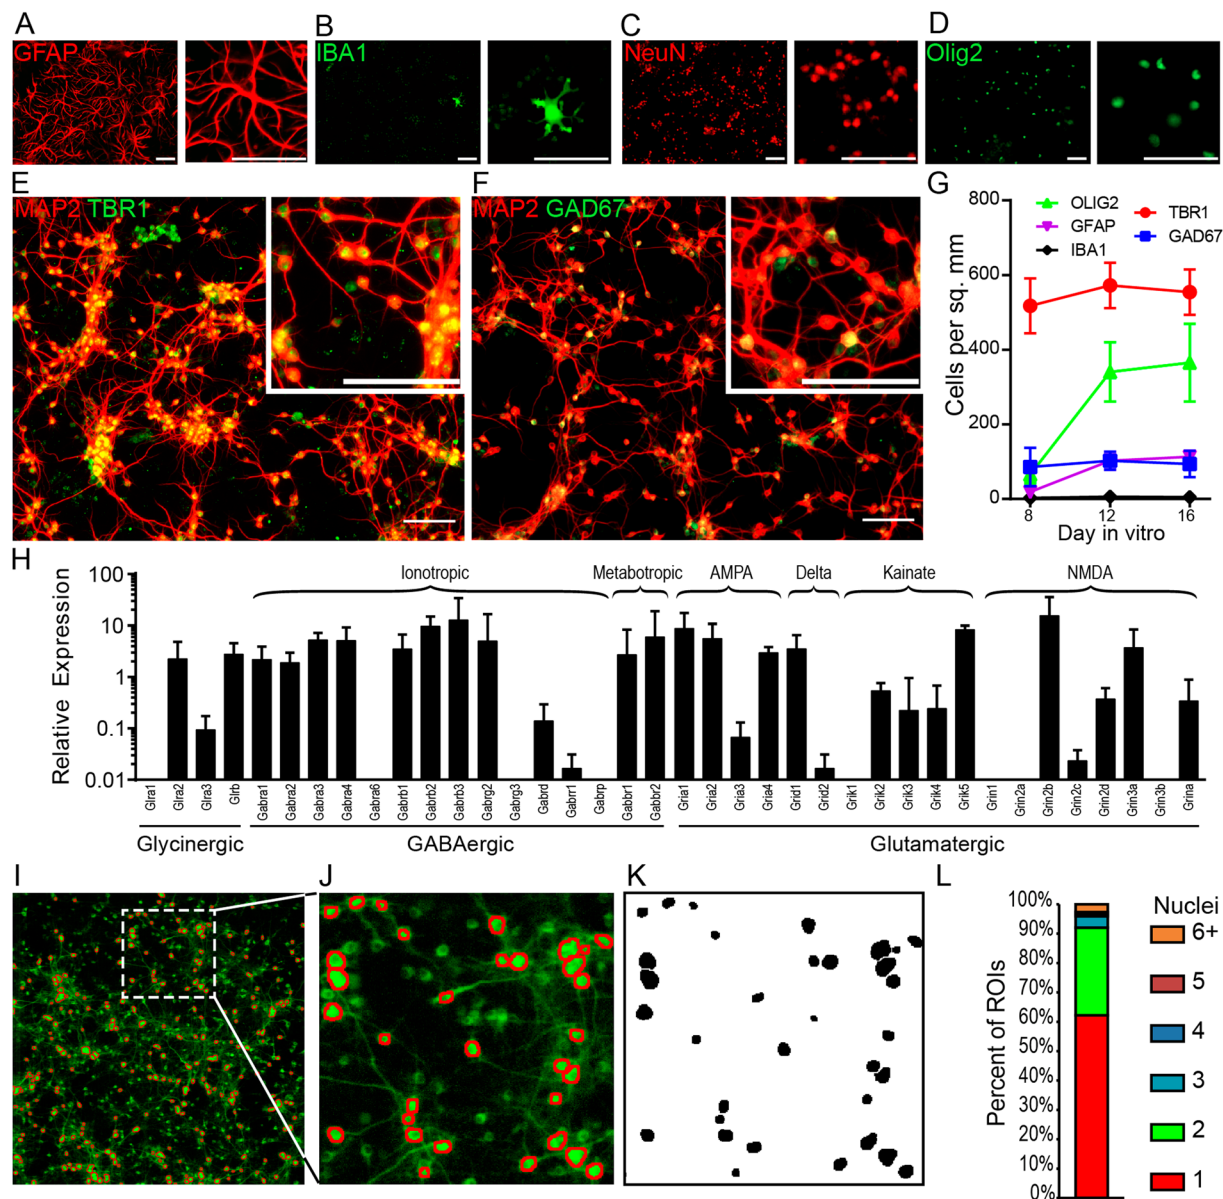 A B C D
GFAP IBA1 NeuN Olig2
E F G
MAP2 TBR1 MAP2 GAD67
OLIG2
GFAP
IBA1
TBR1
GAD67
Cells per sq. mm
800
600
400
200
0
8 12 16
Day in vitro
H
Relative Expression
100
10
1
0.1
0.01
Ionotropic Metabotropic AMPA Delta Kainate NMDA
Glra1 Glra2 Glra3 Glrb Gabra1 Gabra2 Gabra3 Gabra4 Gabra6 Gabrb1 Gabrb2 Gabrb3 Gabrg2 Gabrg3 Gabrd Gabrr1 Gabrp Gabbr1 Gabbr2 Gria1 Gria2 Gria3 Gria4 Grid1 Grid2 Grik1 Grik2 Grik3 Grik4 Grik5 Grin1 Grin2a Grin2b Grin2c Grin2d Grin3a Grin3b Grina
Glycinergic GABAergic Glutamatergic
I J K L
Percent of ROIs
100%
90%
80%
70%
60%
50%
40%
30%
20%
10%
0%
Nuclei
6+
5
4
3
2
1